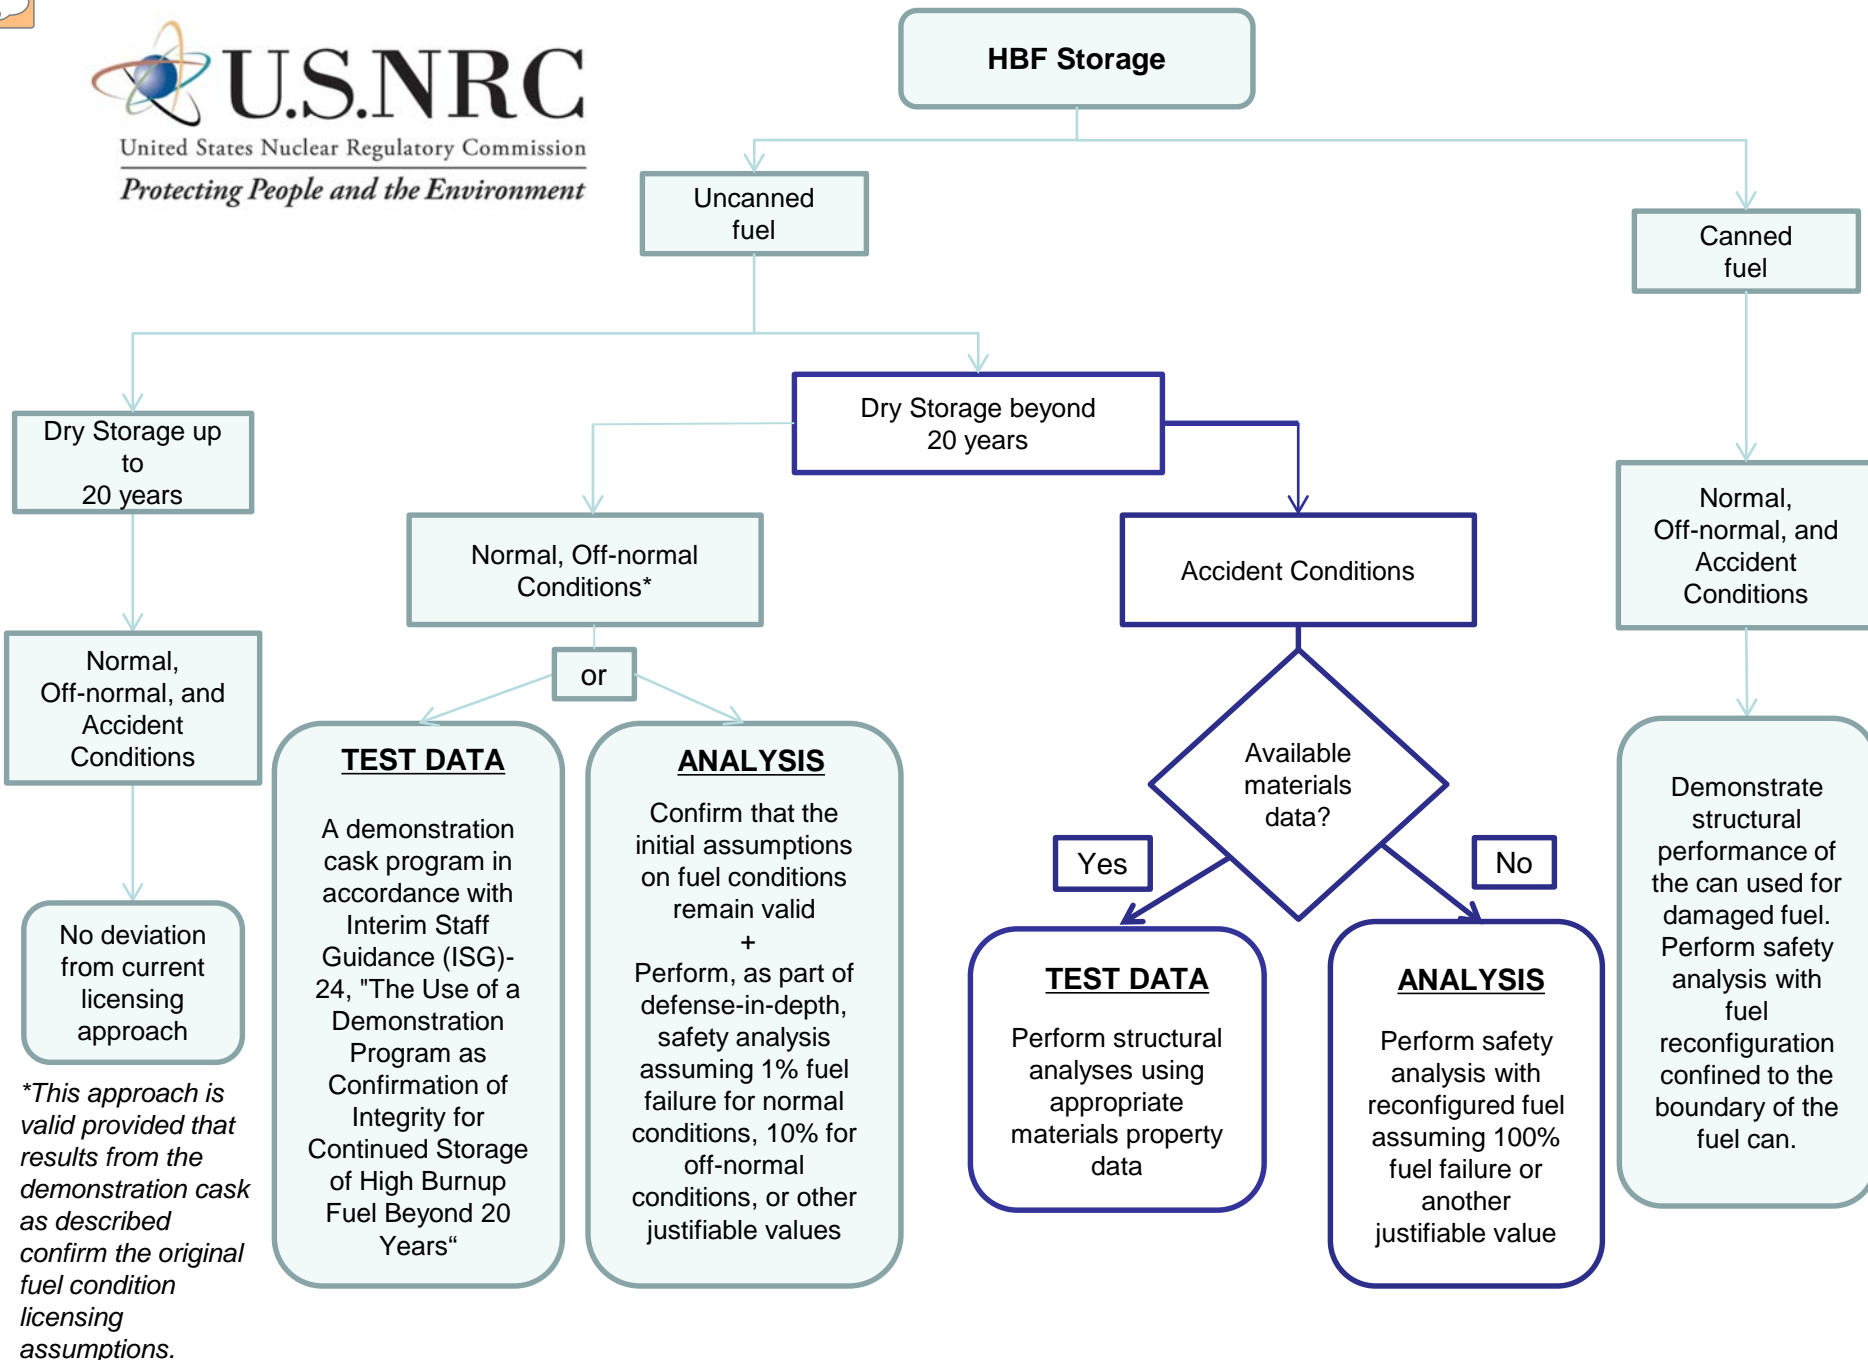 U.S.NRC
United States Nuclear Regulatory Commission
Protecting People and the Environment
HBF Storage
Uncanned
fuel
Canned
fuel
Dry Storage up
to
20 years
Dry Storage beyond
20 years
Normal, Off-normal
Conditions*
Accident Conditions
Normal,
Off-normal, and
Accident
Conditions
Normal,
Off-normal, and
Accident
Conditions
or
Available
materials
data?
Yes
No
No deviation
from current
licensing
approach
TEST DATA
A demonstration
cask program in
accordance with
Interim Staff
Guidance (ISG)-
24, "The Use of a
Demonstration
Program as
Confirmation of
Integrity for
Continued Storage
of High Burnup
Fuel Beyond 20
Years“
ANALYSIS
Confirm that the
initial assumptions
on fuel conditions
remain valid
+
Perform, as part of
defense-in-depth,
safety analysis
assuming 1% fuel
failure for normal
conditions, 10% for
off-normal
conditions, or other
justifiable values
TEST DATA
Perform structural
analyses using
appropriate
materials property
data
ANALYSIS
Perform safety
analysis with
reconfigured fuel
assuming 100%
fuel failure or
another
justifiable value
Demonstrate
structural
performance of
the can used for
damaged fuel.
Perform safety
analysis with
fuel
reconfiguration
confined to the
boundary of the
fuel can.
*This approach is
valid provided that
results from the
demonstration cask
as described
confirm the original
fuel condition
licensing
assumptions.